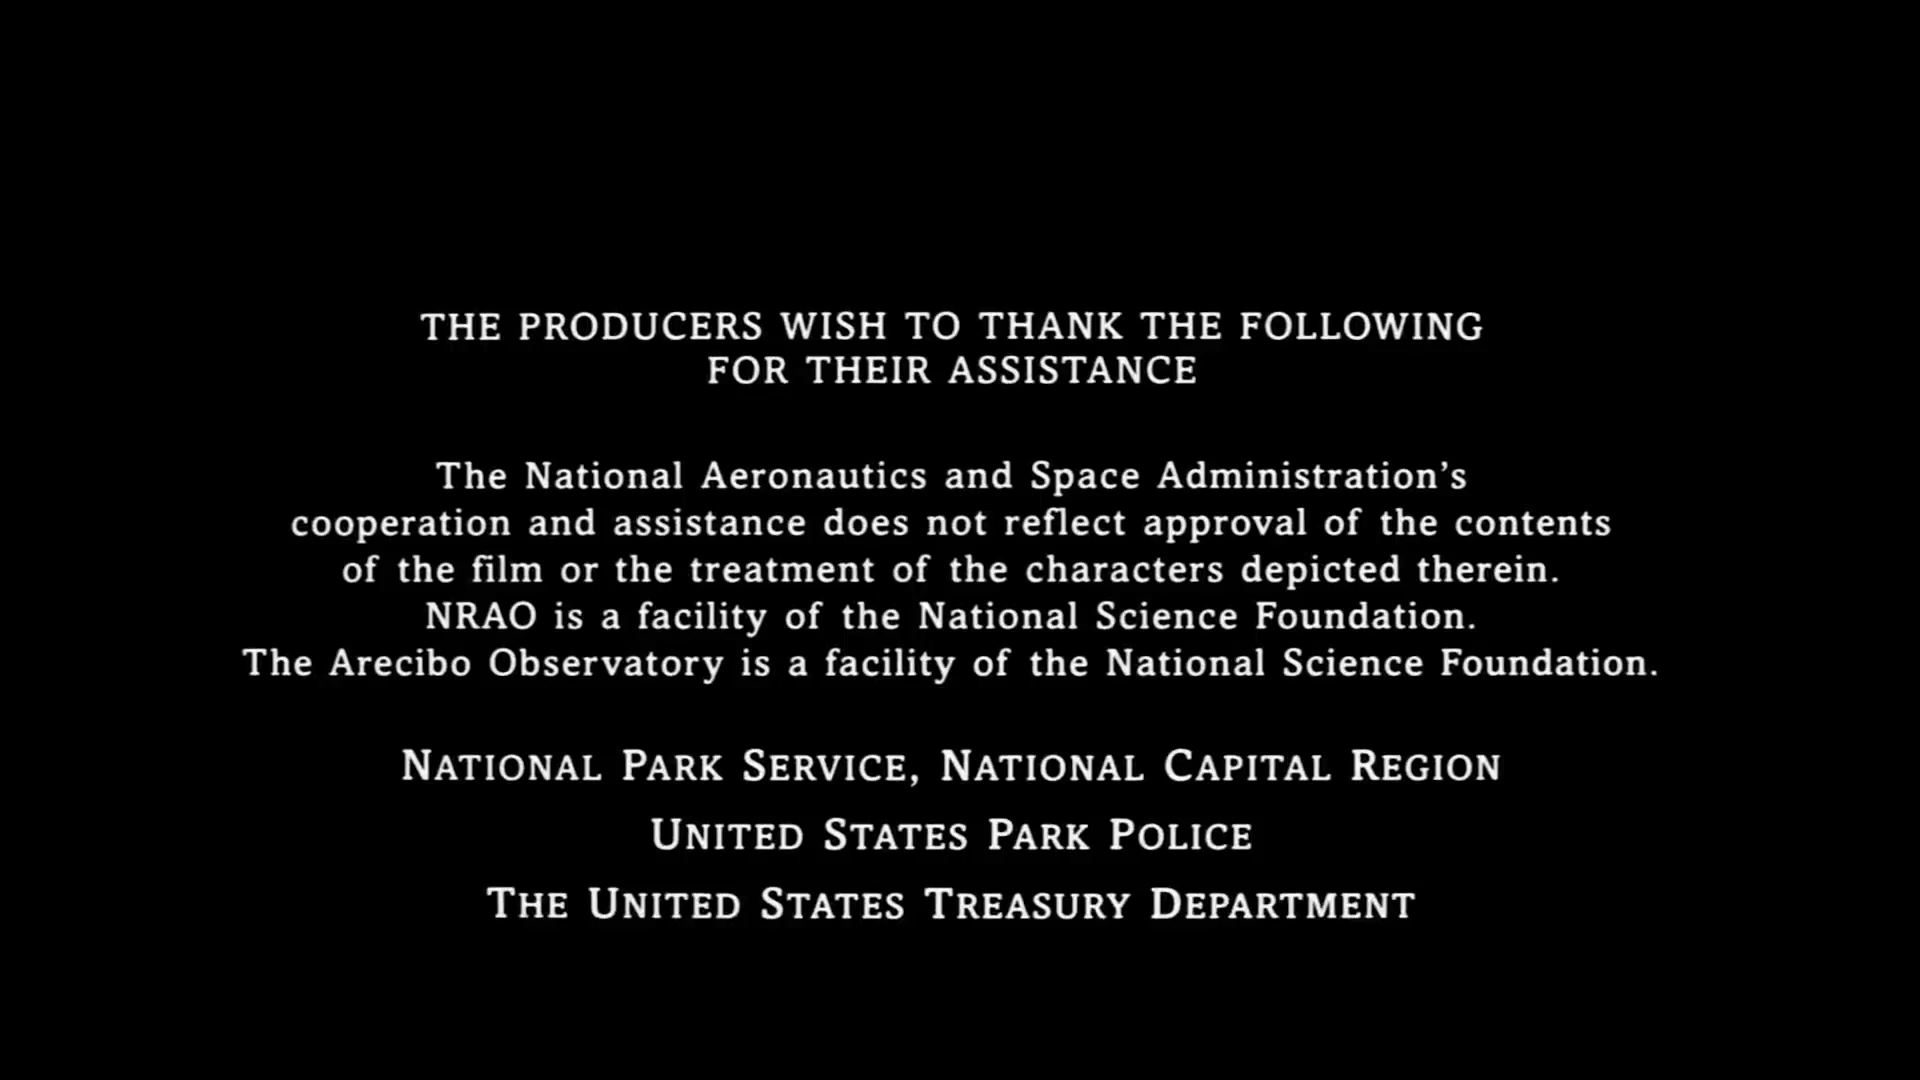 THE PRODUCERS WISH TO THANK THE FOLLOWING
FOR THEIR ASSISTANCE
The National Aeronautics and Space Administration’s
cooperation and assistance does not reflect approval of the contents
of the film or the treatment of the characters depicted therein.
NRAO is a facility of the National Science Foundation.
The Arecibo Observatory is a facility of the National Science Foundation.
NATIONAL PARK SERVICE, NATIONAL CAPITAL REGION
UNITED STATES PARK POLICE
THE UNITED STATES TREASURY DEPARTMENT